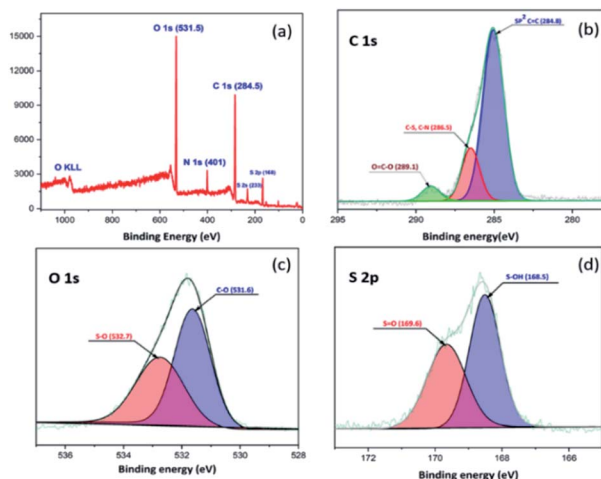 (a)
O 1s (531.5)
C 1s (284.5)
N 1s (401)
O KLL
S 2p (168)
S 2s (233)
15000
12000
9000
6000
3000
0
1000 800 600 400 200 0
Binding Energy (eV)
(b)
C 1s
SP2 C=C (284.8)
C-S, C-N (286.5)
O=C-O (289.1)
295 290 285 280
Binding energy(eV)
(c)
O 1s
C-O (531.6)
S-O (532.7)
536 534 532 530 528
Binding energy (eV)
(d)
S 2p
S-OH (168.5)
S=O (169.6)
172 170 168 166
Binding energy (eV)